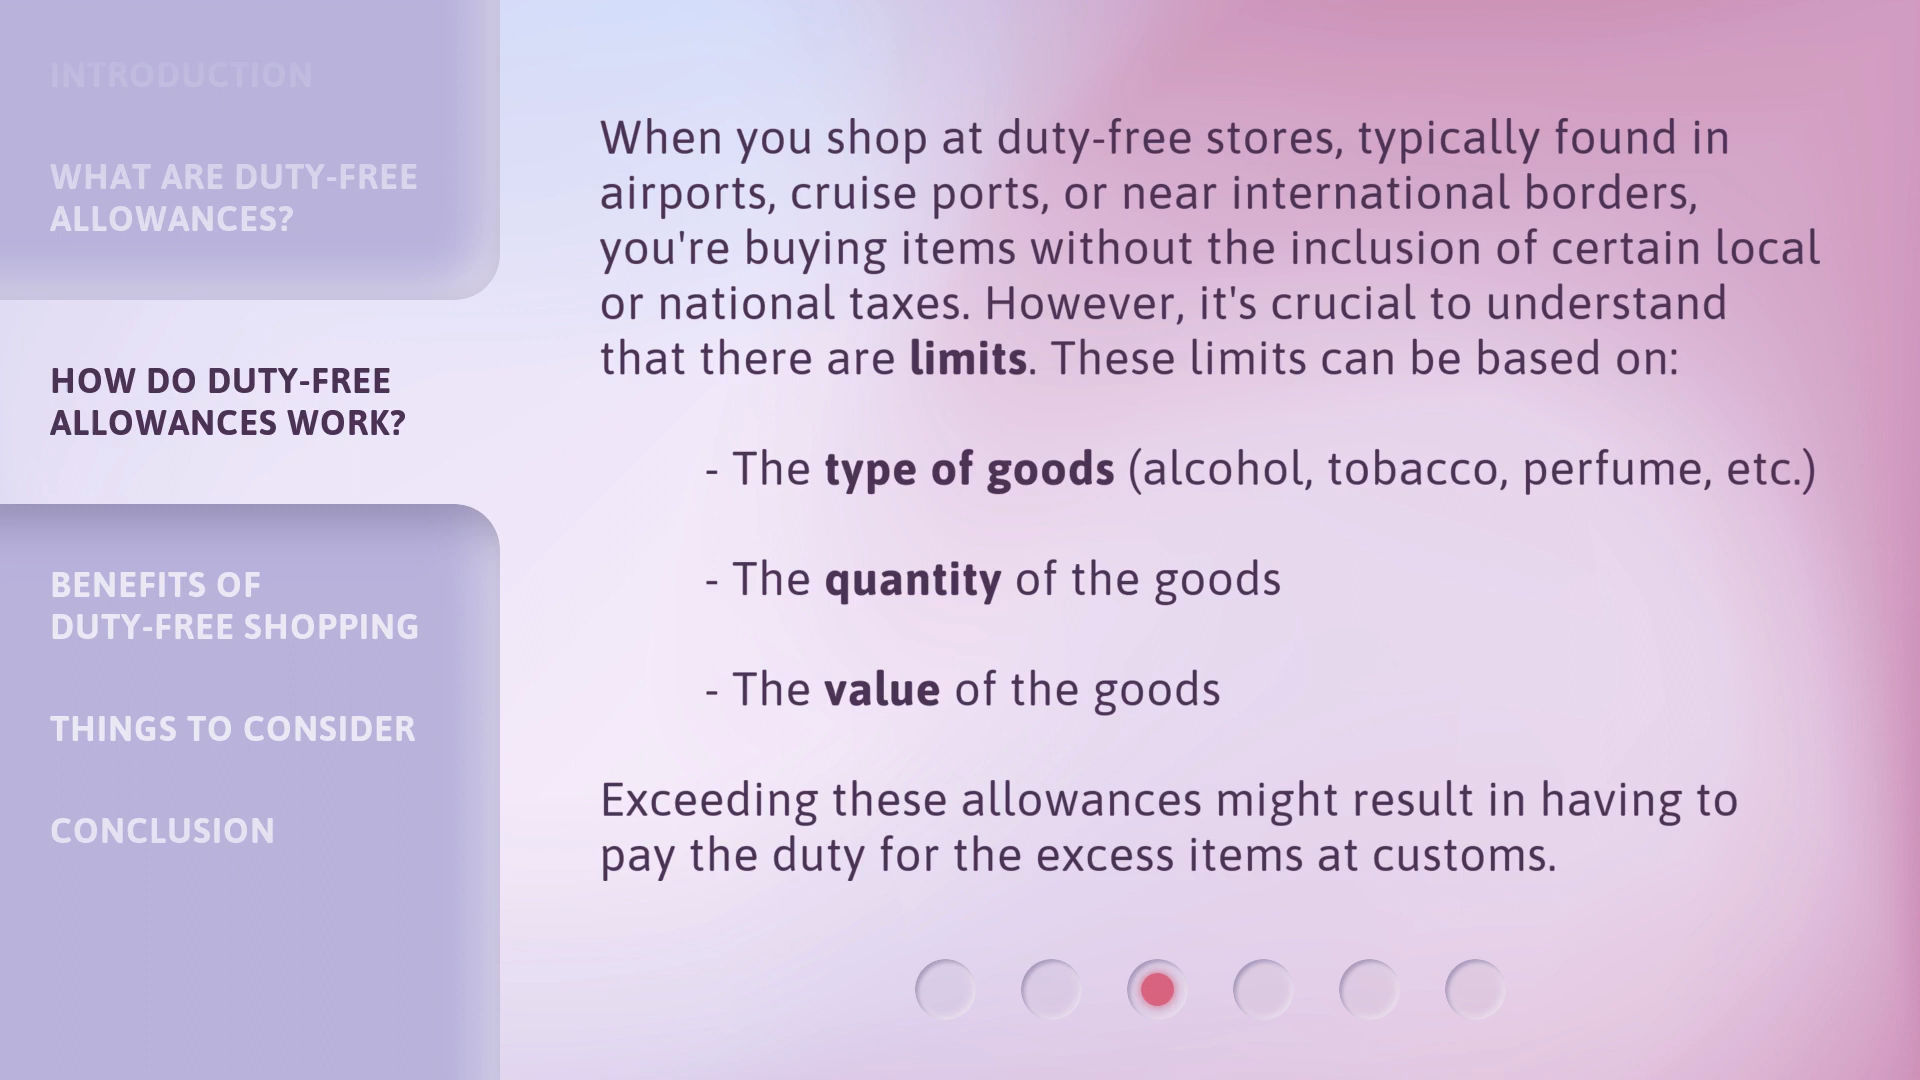 INTRODUCTION
WHAT ARE DUTY-FREE
ALLOWANCES?
HOW DO DUTY-FREE
ALLOWANCES WORK?
BENEFITS OF
DUTY-FREE SHOPPING
THINGS TO CONSIDER
CONCLUSION
When you shop at duty-free stores, typically found in
airports, cruise ports, or near international borders,
you're buying items without the inclusion of certain local
or national taxes. However, it's crucial to understand
that there are limits. These limits can be based on:
- The type of goods (alcohol, tobacco, perfume, etc.)
- The quantity of the goods
- The value of the goods
Exceeding these allowances might result in having to
pay the duty for the excess items at customs.